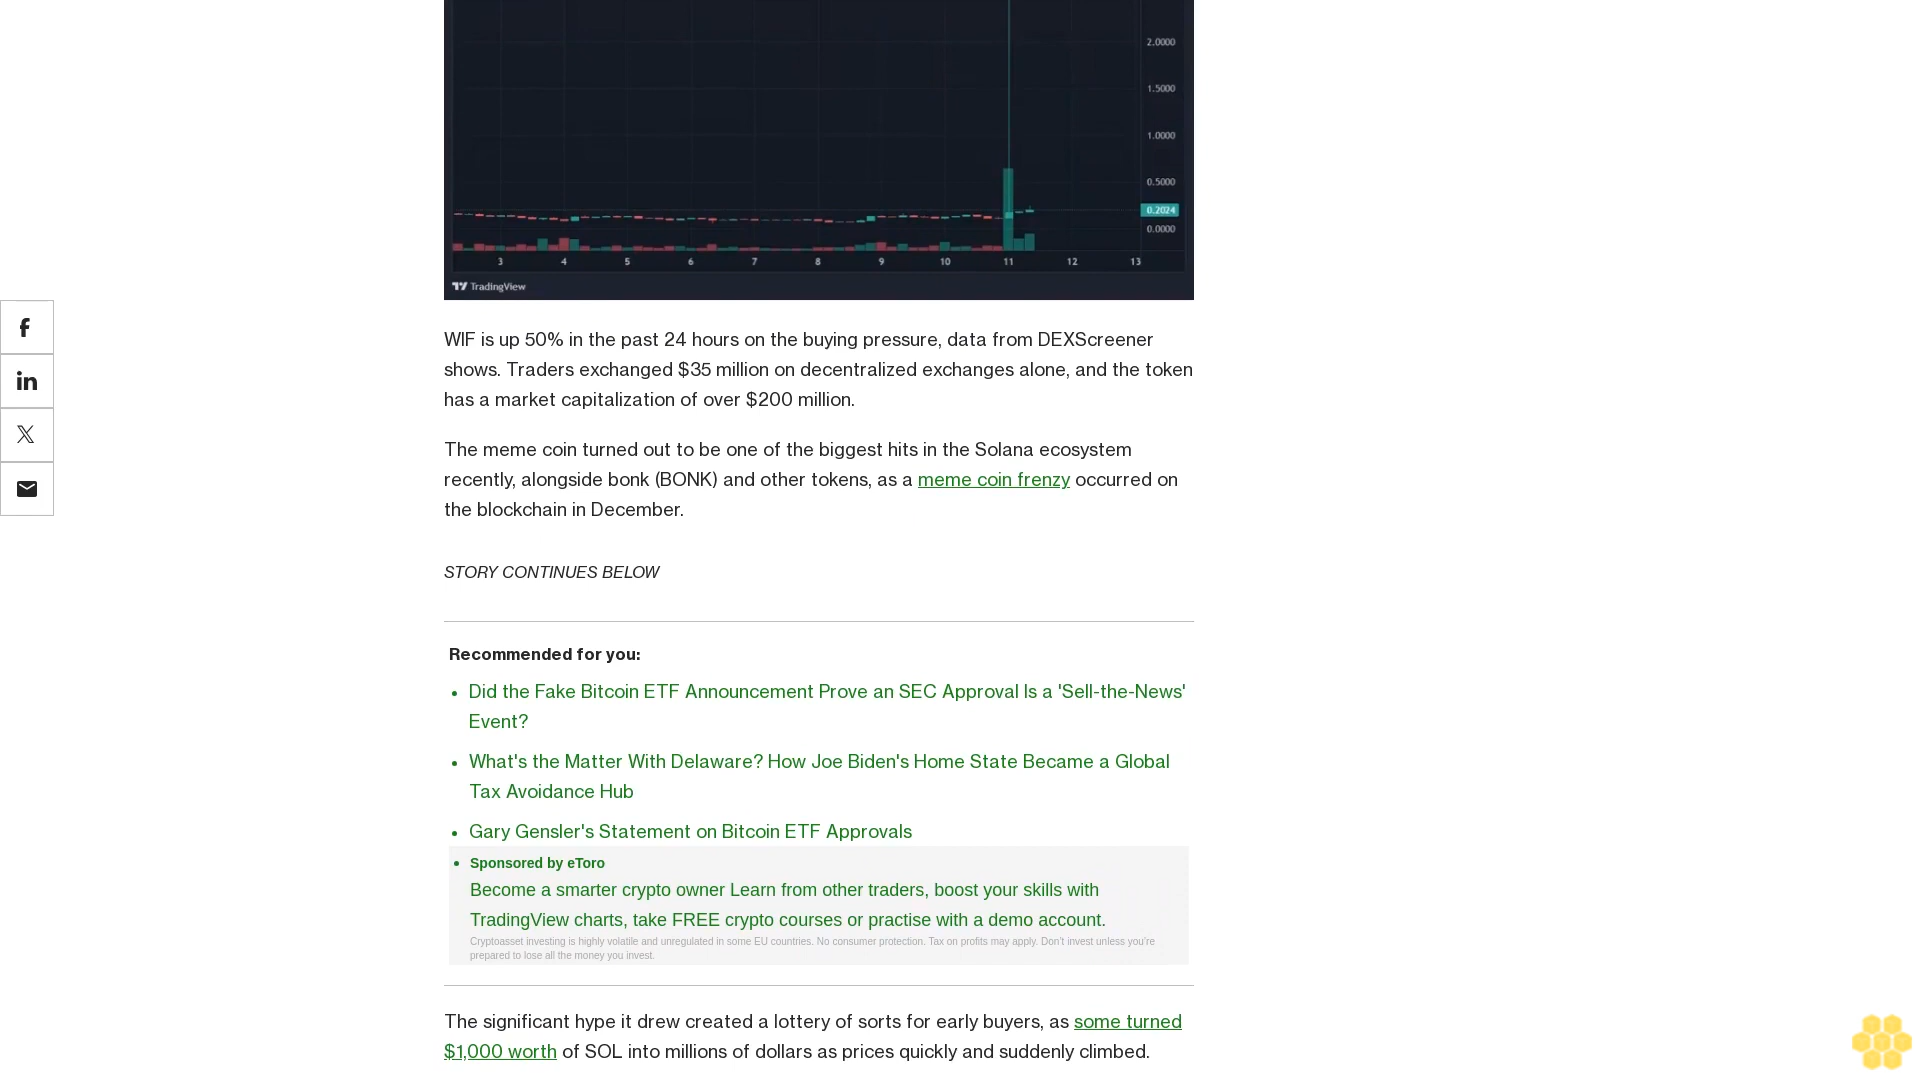 2.0000
1.5000
1.0000
0.5000
0.2024
0.0000
3 4 5 6 7 8 9 10 11 12 13
TradingView
WIF is up 50% in the past 24 hours on the buying pressure, data from DEXScreener
shows. Traders exchanged $35 million on decentralized exchanges alone, and the token
has a market capitalization of over $200 million.
The meme coin turned out to be one of the biggest hits in the Solana ecosystem
recently, alongside bonk (BONK) and other tokens, as a meme coin frenzy occurred on
the blockchain in December.
STORY CONTINUES BELOW
Recommended for you:
• Did the Fake Bitcoin ETF Announcement Prove an SEC Approval Is a 'Sell-the-News'
Event?
• What's the Matter With Delaware? How Joe Biden's Home State Became a Global
Tax Avoidance Hub
• Gary Gensler's Statement on Bitcoin ETF Approvals
• Sponsored by eToro
Become a smarter crypto owner Learn from other traders, boost your skills with
TradingView charts, take FREE crypto courses or practise with a demo account.
Cryptoasset investing is highly volatile and unregulated in some EU countries. No consumer protection. Tax on profits may apply. Don't invest unless you're
prepared to lose all the money you invest.
The significant hype it drew created a lottery of sorts for early buyers, as some turned
$1,000 worth of SOL into millions of dollars as prices quickly and suddenly climbed.